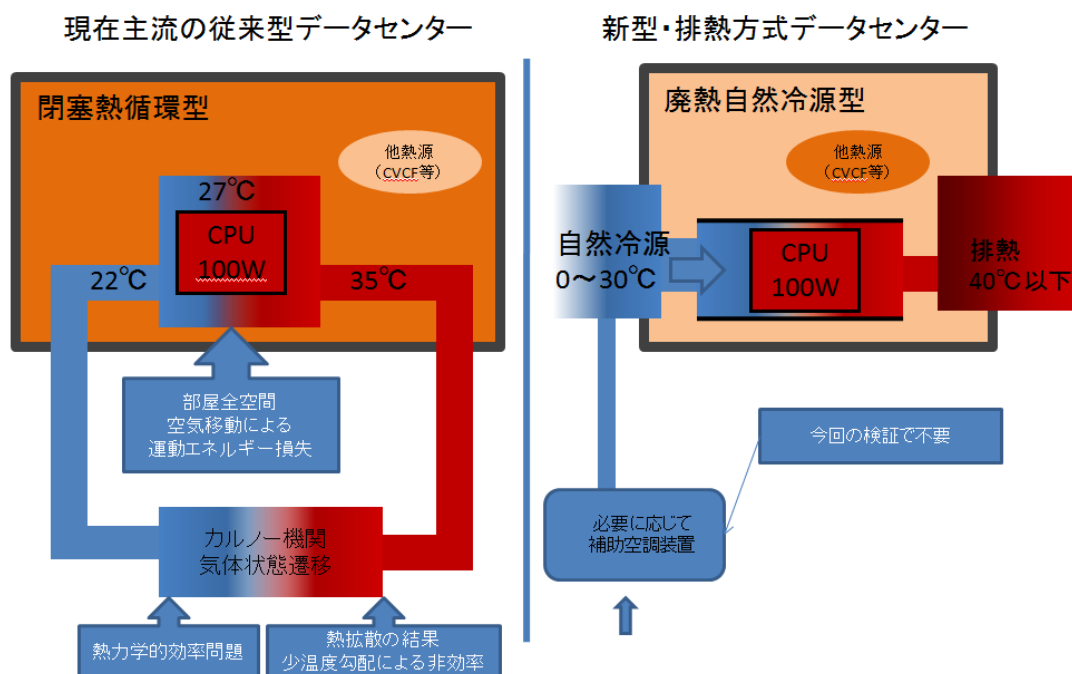 現在主流の従来型データセンター
閉塞熱循環型
他熱源
(CVCF等)
27℃
CPU
100W
22℃
35℃
部屋全空間
空気移動による
運動エネルギー損失
カルノー機関
気体状態遷移
熱力学的効率問題
熱拡散の結果
少温度勾配による非効率
新型・排熱方式データセンター
廃熱自然冷源型
他熱源
(CVCF等)
自然冷源
0～30℃
CPU
100W
排熱
40℃以下
今回の検証で不要
必要に応じて
補助空調装置